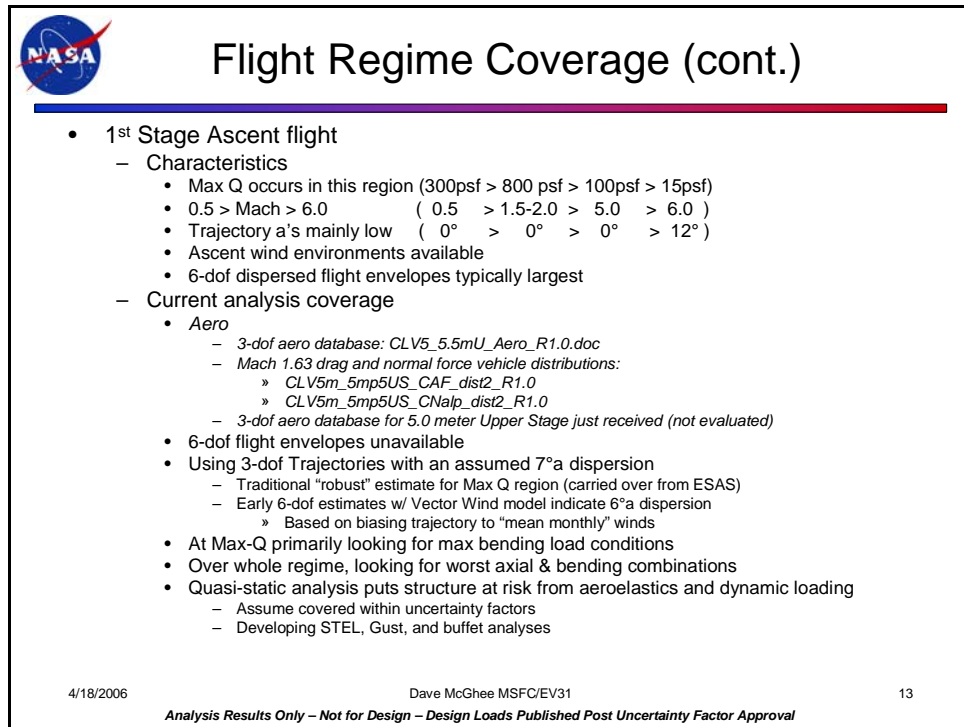 NASA
Flight Regime Coverage (cont.)
• 1st Stage Ascent flight
– Characteristics
• Max Q occurs in this region (300psf > 800 psf > 100psf > 15psf)
• 0.5 > Mach > 6.0 ( 0.5 > 1.5-2.0 > 5.0 > 6.0 )
• Trajectory a's mainly low ( 0° > 0° > 0° > 12° )
• Ascent wind environments available
• 6-dof dispersed flight envelopes typically largest
– Current analysis coverage
• Aero
– 3-dof aero database: CLV5_5.5mU_Aero_R1.0.doc
– Mach 1.63 drag and normal force vehicle distributions:
» CLV5m_5mp5US_CAF_dist2_R1.0
» CLV5m_5mp5US_CNalp_dist2_R1.0
– 3-dof aero database for 5.0 meter Upper Stage just received (not evaluated)
• 6-dof flight envelopes unavailable
• Using 3-dof Trajectories with an assumed 7°a dispersion
– Traditional “robust” estimate for Max Q region (carried over from ESAS)
– Early 6-dof estimates w/ Vector Wind model indicate 6°a dispersion
» Based on biasing trajectory to “mean monthly” winds
• At Max-Q primarily looking for max bending load conditions
• Over whole regime, looking for worst axial & bending combinations
• Quasi-static analysis puts structure at risk from aeroelastics and dynamic loading
– Assume covered within uncertainty factors
– Developing STEL, Gust, and buffet analyses
4/18/2006 Dave McGhee MSFC/EV31 13
Analysis Results Only – Not for Design – Design Loads Published Post Uncertainty Factor Approval